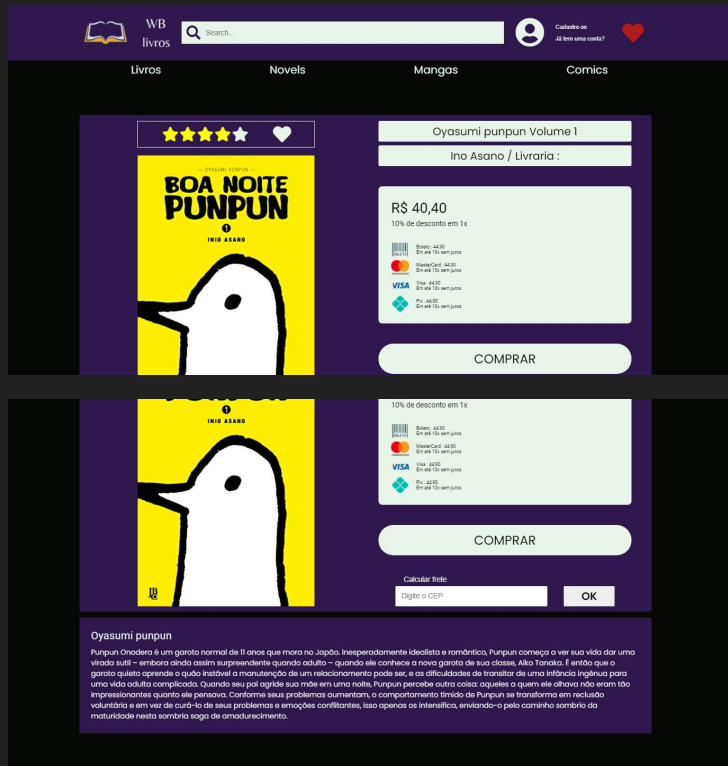 WB
livros
Search...
Cadastre-se
Já tem uma conta?
Livros
Novels
Mangas
Comics
— OYASUMI PUNPUN —
BOA NOITE
PUNPUN
1
INIO ASANO
Oyasumi punpun Volume 1
Ino Asano / Livraria :
R$ 40,40
10% de desconto em 1x
Boleto : 44,90
Em até 10x sem juros
MasterCard : 44,90
Em até 10x sem juros
VISA
Visa : 44,90
Em até 10x sem juros
Pix : 44,90
Em até 10x sem juros
COMPRAR
1
INIO ASANO
10% de desconto em 1x
Boleto : 44,90
Em até 10x sem juros
MasterCard : 44,90
Em até 10x sem juros
VISA
Visa : 44,90
Em até 10x sem juros
Pix : 44,90
Em até 10x sem juros
COMPRAR
Calcular frete
Digite o CEP
OK
Oyasumi punpun
Punpun Onodera é um garoto normal de 11 anos que mora no Japão. Inesperadamente idealista e romântico, Punpun começa a ver sua vida dar uma
virada sutil – embora ainda assim surpreendente quando adulto – quando ele conhece a nova garota de sua classe, Aiko Tanaka. É então que o
garoto quieto aprende o quão instável a manutenção de um relacionamento pode ser, e as dificuldades de transitar de uma infância ingênua para
uma vida adulta complicada. Quando seu pai agride sua mãe em uma noite, Punpun percebe outra coisa: aqueles a quem ele olhava não eram tão
impressionantes quanto ele pensava. Conforme seus problemas aumentam, o comportamento tímido de Punpun se transforma em reclusão
voluntária e em vez de curá-lo de seus problemas e emoções conflitantes, isso apenas os intensifica, enviando-o pelo caminho sombrio da
maturidade nesta sombria saga de amadurecimento.